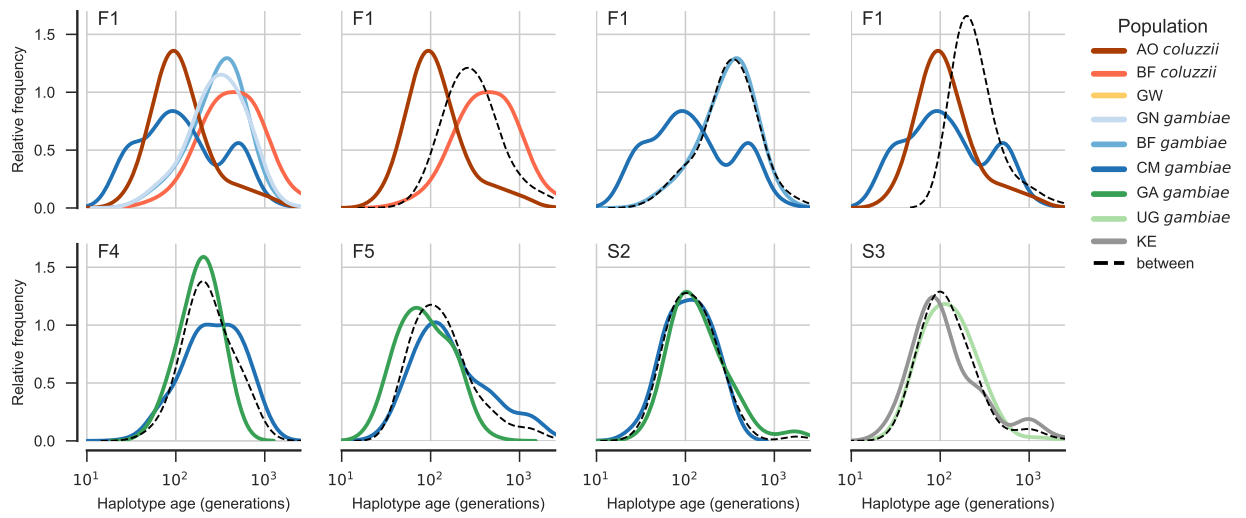 F1
F1
F1
F1
Relative frequency
1.5
1.0
0.5
0.0
Population
AO coluzzii
BF coluzzii
GW
GN gambiae
BF gambiae
CM gambiae
GA gambiae
UG gambiae
KE
between
F4
F5
S2
S3
Relative frequency
1.5
1.0
0.5
0.0
10¹ 10² 10³
10¹ 10² 10³
10¹ 10² 10³
10¹ 10² 10³
Haplotype age (generations)
Haplotype age (generations)
Haplotype age (generations)
Haplotype age (generations)